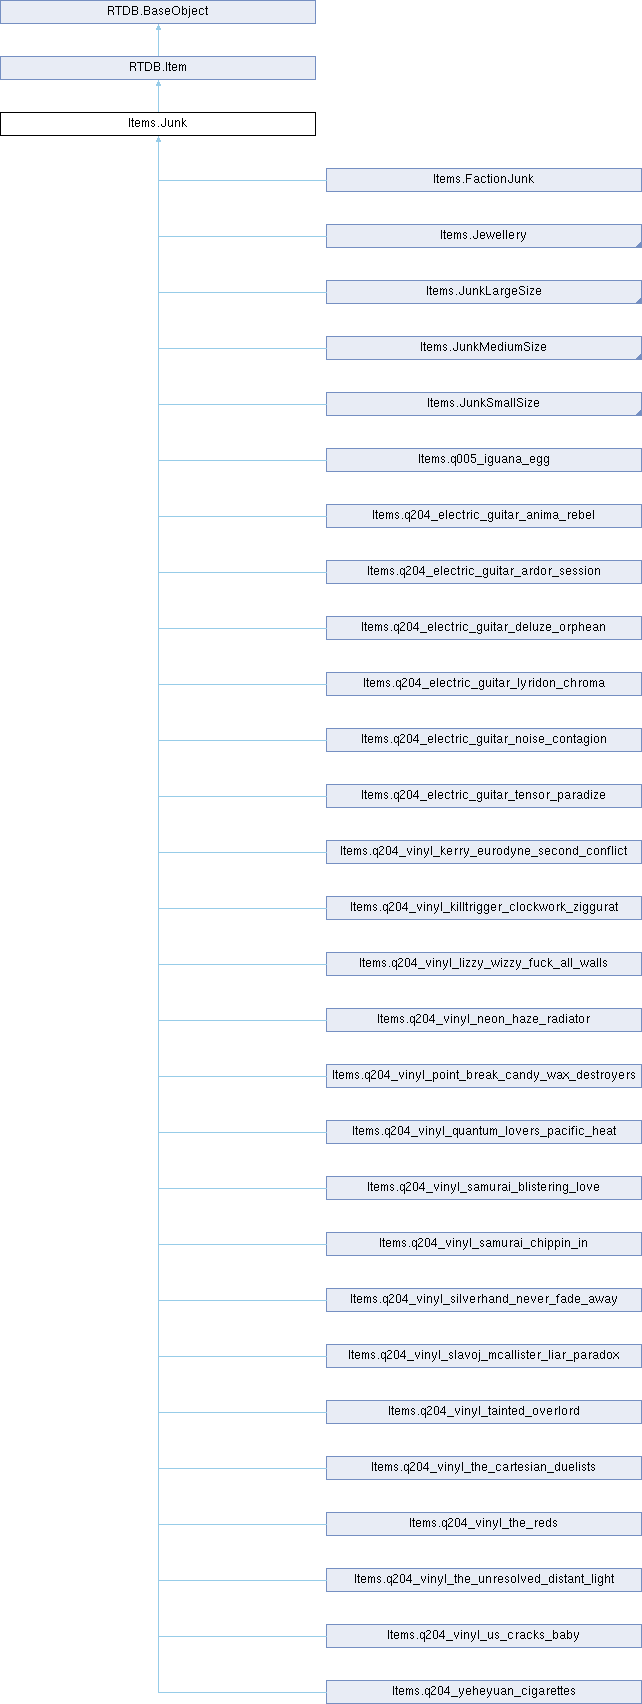 RTDB.BaseObject
RTDB.Item
Items.Junk
Items.FactionJunk
Items.Jewellery
Items.JunkLargeSize
Items.JunkMediumSize
Items.JunkSmallSize
Items.q005_iguana_egg
Items.q204_electric_guitar_anima_rebel
Items.q204_electric_guitar_ardor_session
Items.q204_electric_guitar_deluze_orphean
Items.q204_electric_guitar_lyridon_chroma
Items.q204_electric_guitar_noise_contagion
Items.q204_electric_guitar_tensor_paradize
Items.q204_vinyl_kerry_eurodyne_second_conflict
Items.q204_vinyl_killtrigger_clockwork_ziggurat
Items.q204_vinyl_lizzy_wizzy_fuck_all_walls
Items.q204_vinyl_neon_haze_radiator
Items.q204_vinyl_point_break_candy_wax_destroyers
Items.q204_vinyl_quantum_lovers_pacific_heat
Items.q204_vinyl_samurai_blistering_love
Items.q204_vinyl_samurai_chippin_in
Items.q204_vinyl_silverhand_never_fade_away
Items.q204_vinyl_slavoj_mcallister_liar_paradox
Items.q204_vinyl_tainted_overlord
Items.q204_vinyl_the_cartesian_duelists
Items.q204_vinyl_the_reds
Items.q204_vinyl_the_unresolved_distant_light
Items.q204_vinyl_us_cracks_baby
Items.q204_yeheyuan_cigarettes